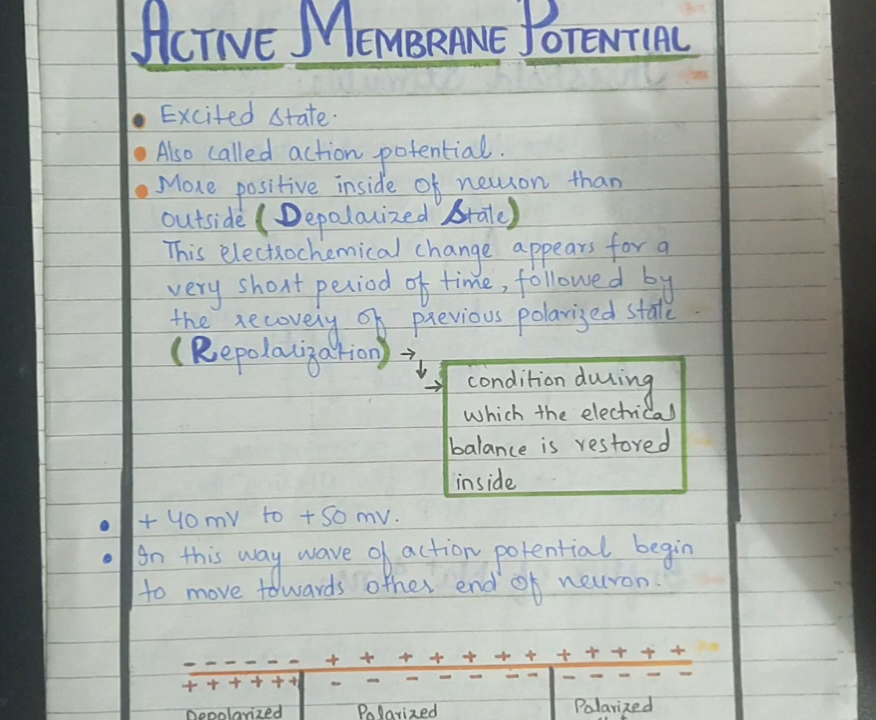 ACTIVE MEMBRANE POTENTIAL
• Excited state.
• Also called action potential.
• More positive inside of neuron than
outside (Depolarized State)
This electrochemical change appears for a
very short period of time, followed by
the recovery of previous polarized state.
(Repolarization) →
↓
→ condition during
which the electrical
balance is restored
inside
• +40 mV to +50 mv.
• In this way wave of action potential begin
to move towards other end of neuron.
- - - - - - + + + + + + + + + + + +
+ + + + + + - - - - - - - - - - - -
Depolarized Polarized Polarized